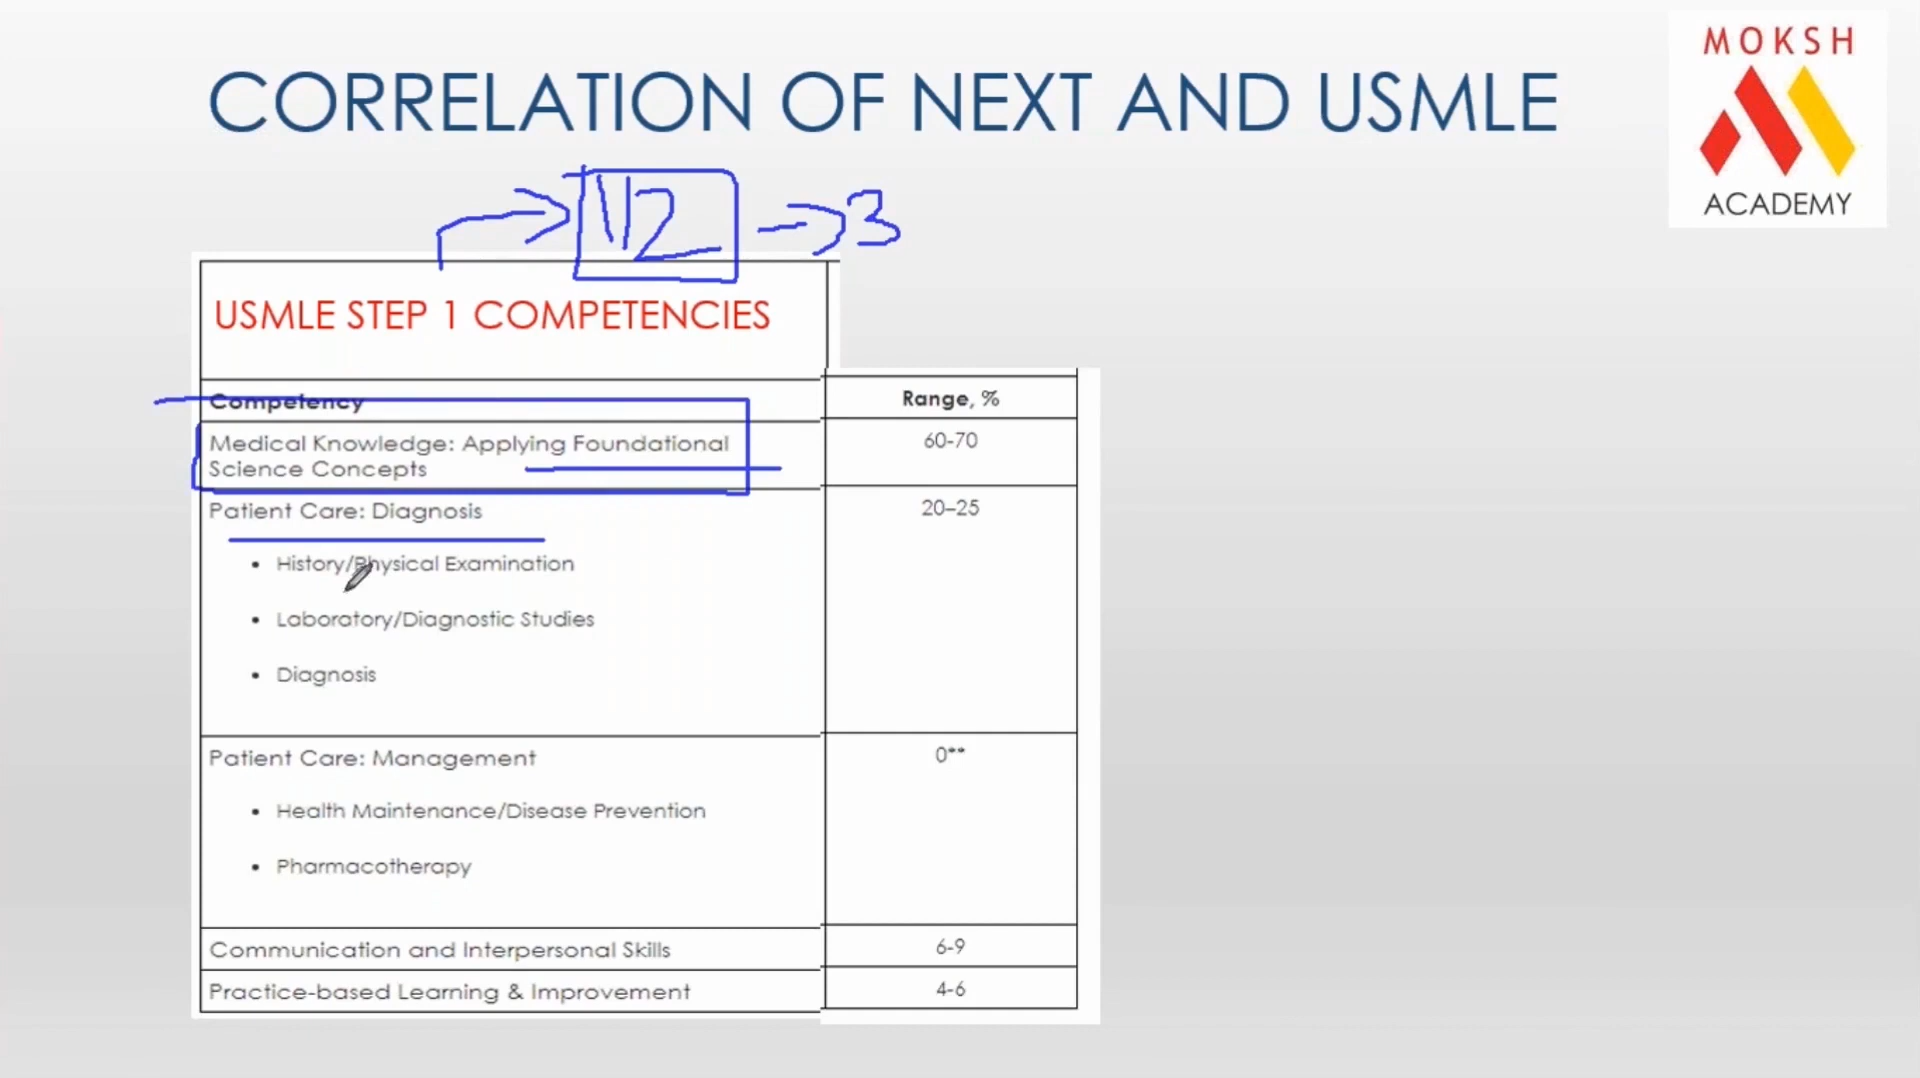 CORRELATION OF NEXT AND USMLE
MOKSH
ACADEMY
3
USMLE STEP 1 COMPETENCIES
Competency
Range, %
Medical Knowledge: Applying Foundational
Science Concepts
60-70
Patient Care: Diagnosis
20–25
• History/Physical Examination
• Laboratory/Diagnostic Studies
• Diagnosis
Patient Care: Management
0**
• Health Maintenance/Disease Prevention
• Pharmacotherapy
Communication and Interpersonal Skills
6-9
Practice-based Learning & Improvement
4-6